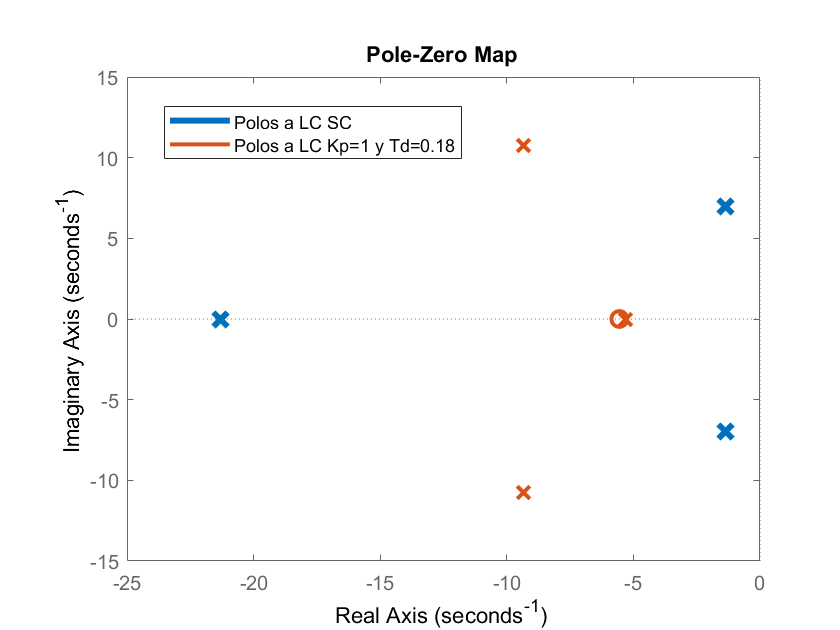 Pole-Zero Map
Polos a LC SC
Polos a LC Kp=1 y Td=0.18
15
10
5
0
-5
-10
-15
Imaginary Axis (seconds⁻¹)
-25
-20
-15
-10
-5
0
Real Axis (seconds⁻¹)